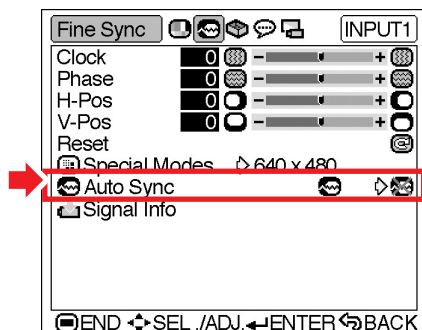 Fine Sync INPUT1
Clock 0 - +
Phase 0 - +
H-Pos 0 - +
V-Pos 0 - +
Reset
Special Modes 640 x 480
Auto Sync
Signal Info
END SEL./ADJ. ENTER BACK